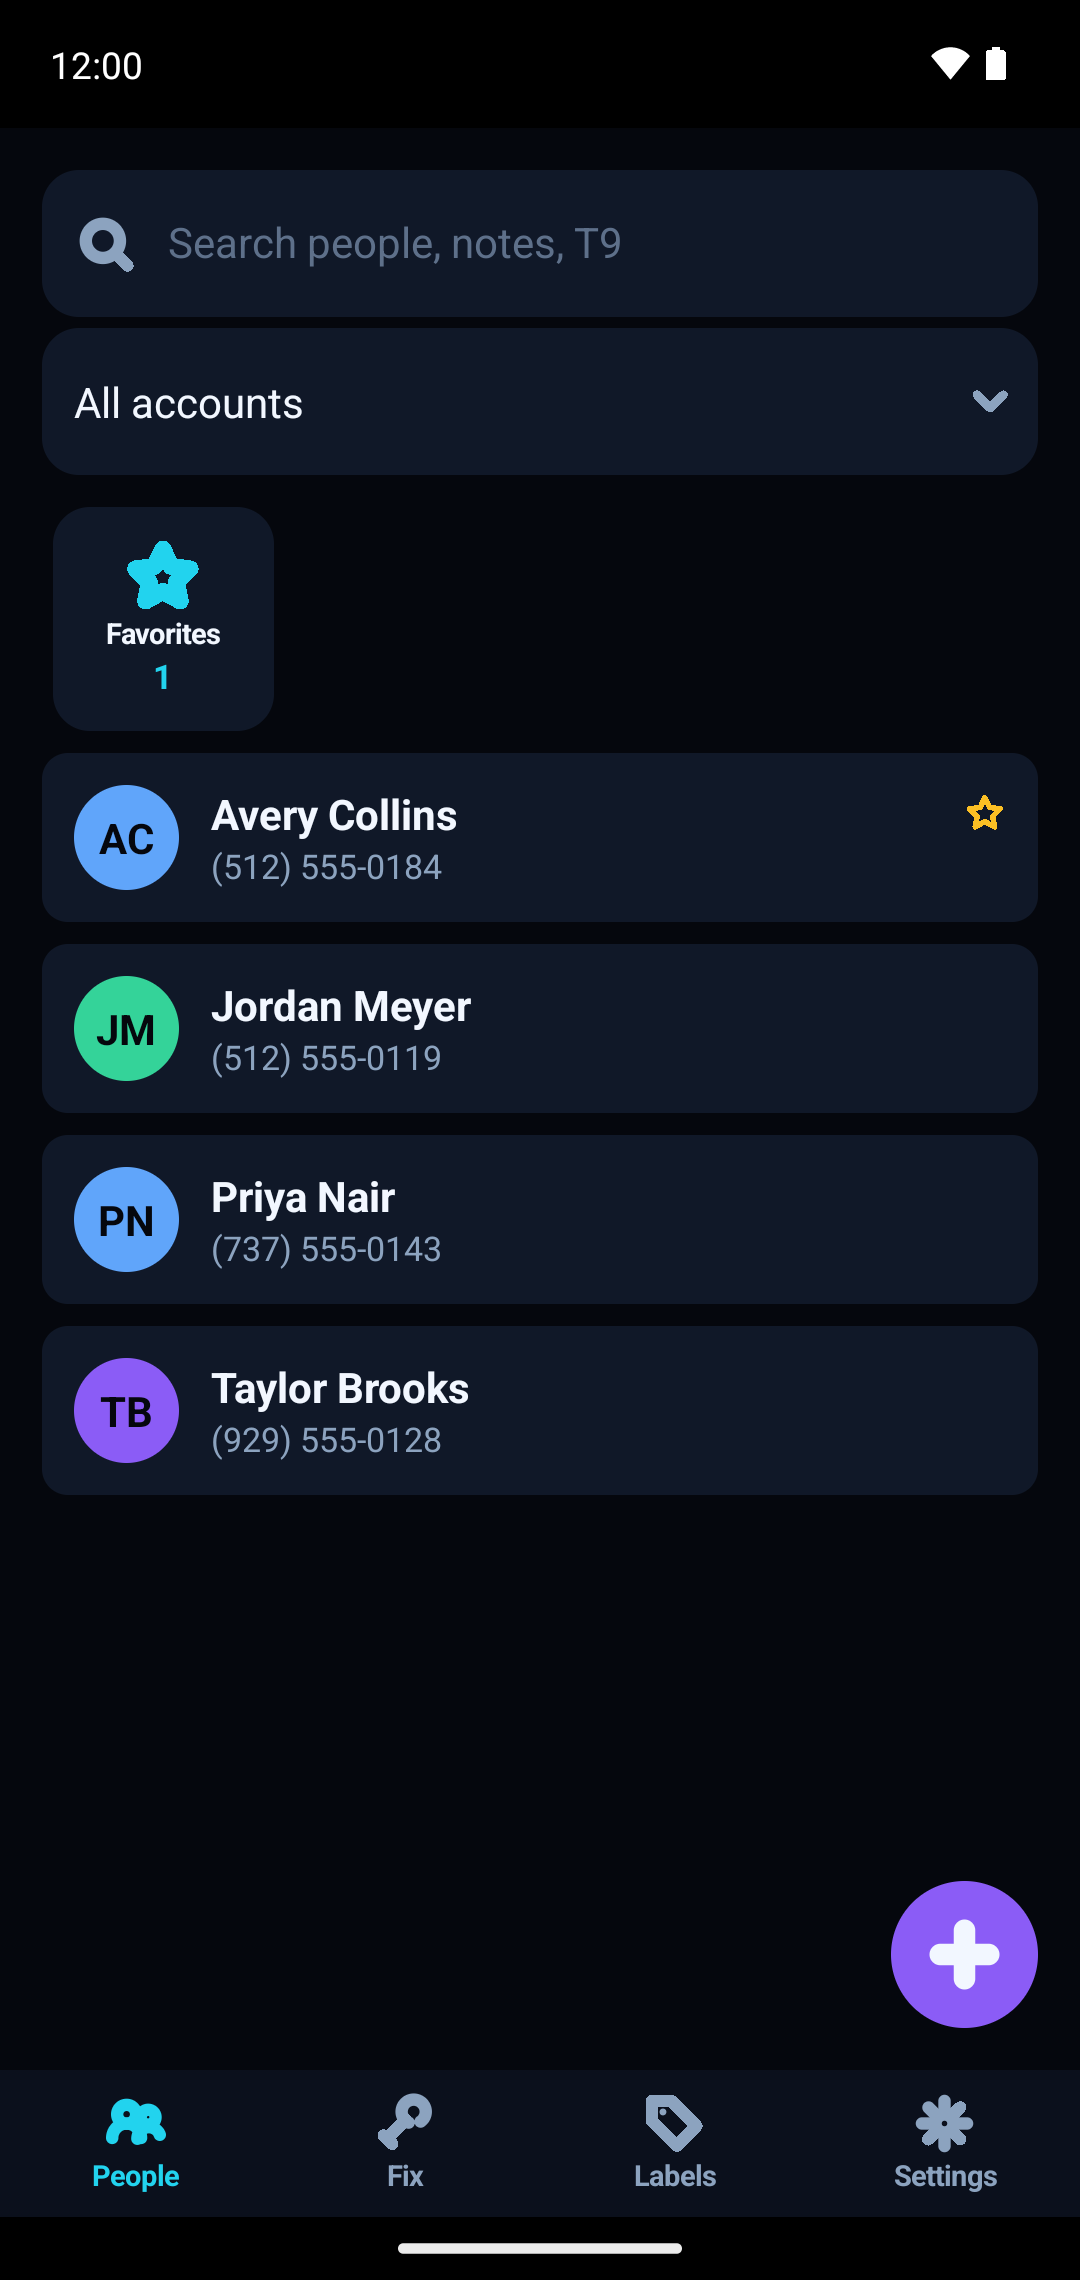 12:00
Search people, notes, T9
All accounts
Favorites
1
AC
Avery Collins
(512) 555-0184
JM
Jordan Meyer
(512) 555-0119
PN
Priya Nair
(737) 555-0143
TB
Taylor Brooks
(929) 555-0128
People
Fix
Labels
Settings